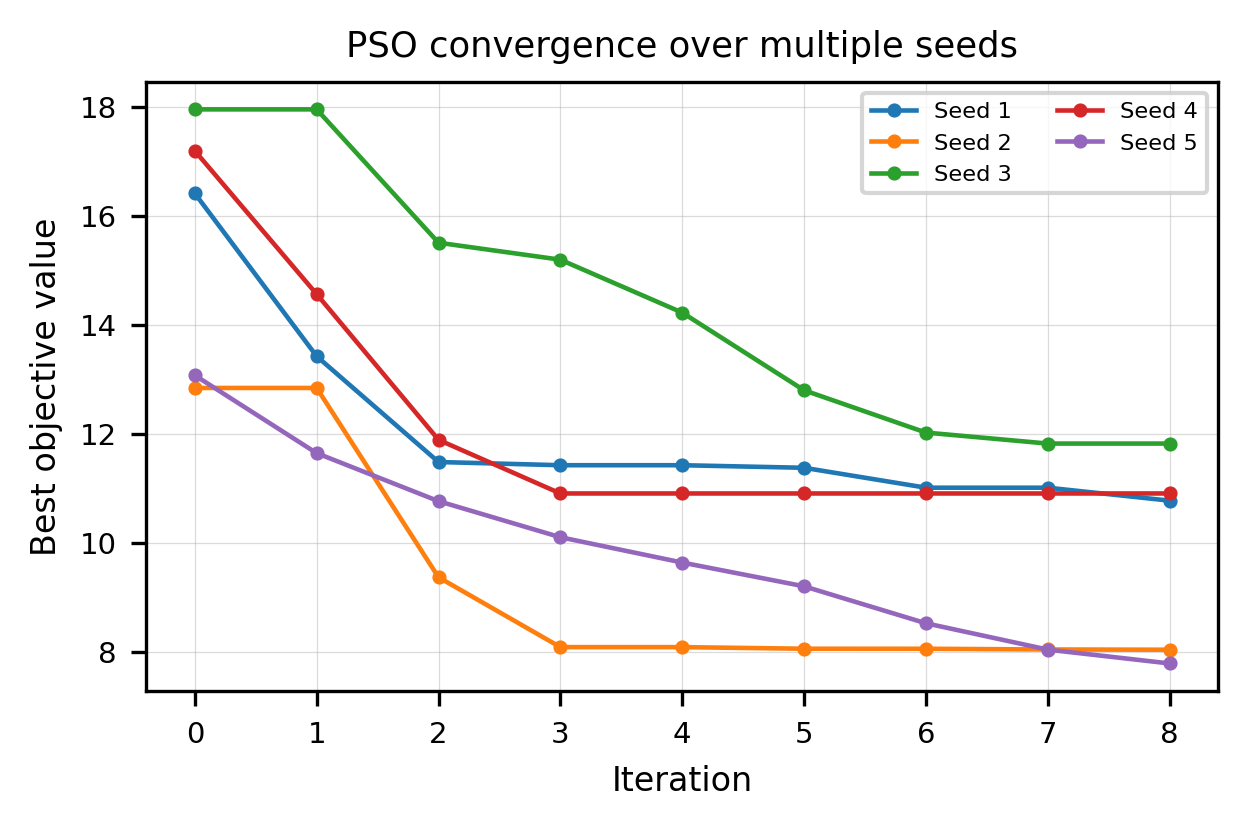 PSO convergence over multiple seeds
Best objective value
18
16
14
12
10
8
Seed 1
Seed 2
Seed 3
Seed 4
Seed 5
0 1 2 3 4 5 6 7 8
Iteration